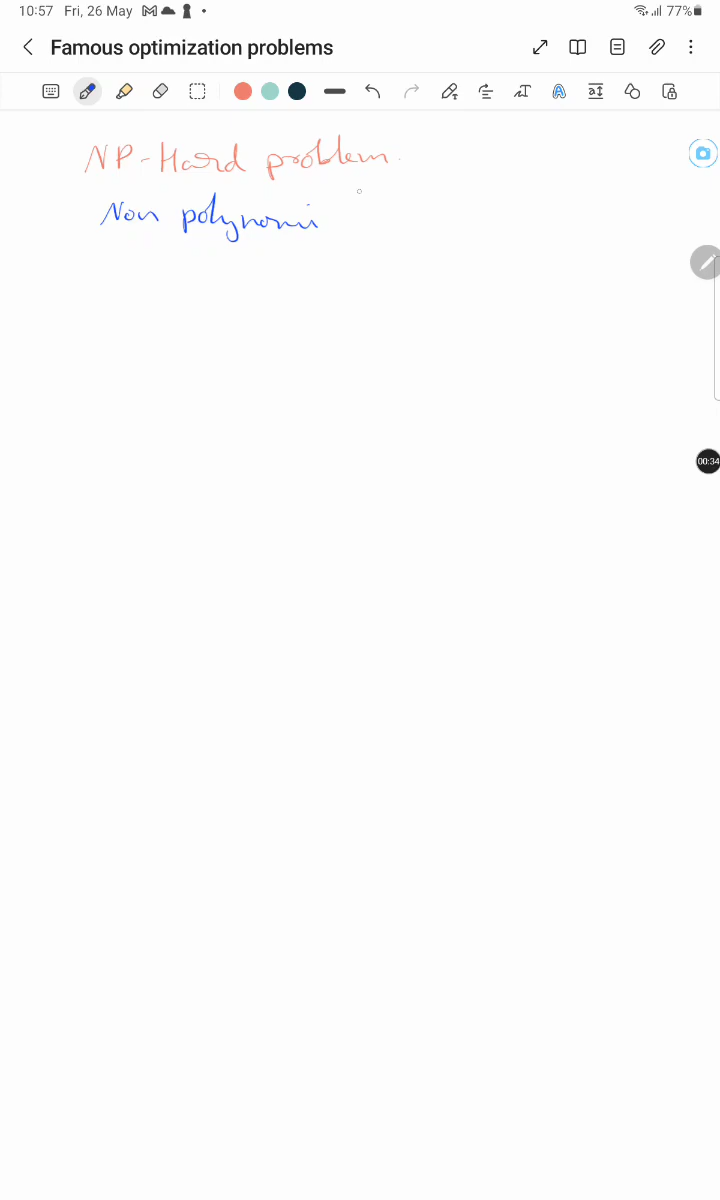 10:57 Fri, 26 May 77%
Famous optimization problems
NP-Hard problem.
Non polynomi
00:34